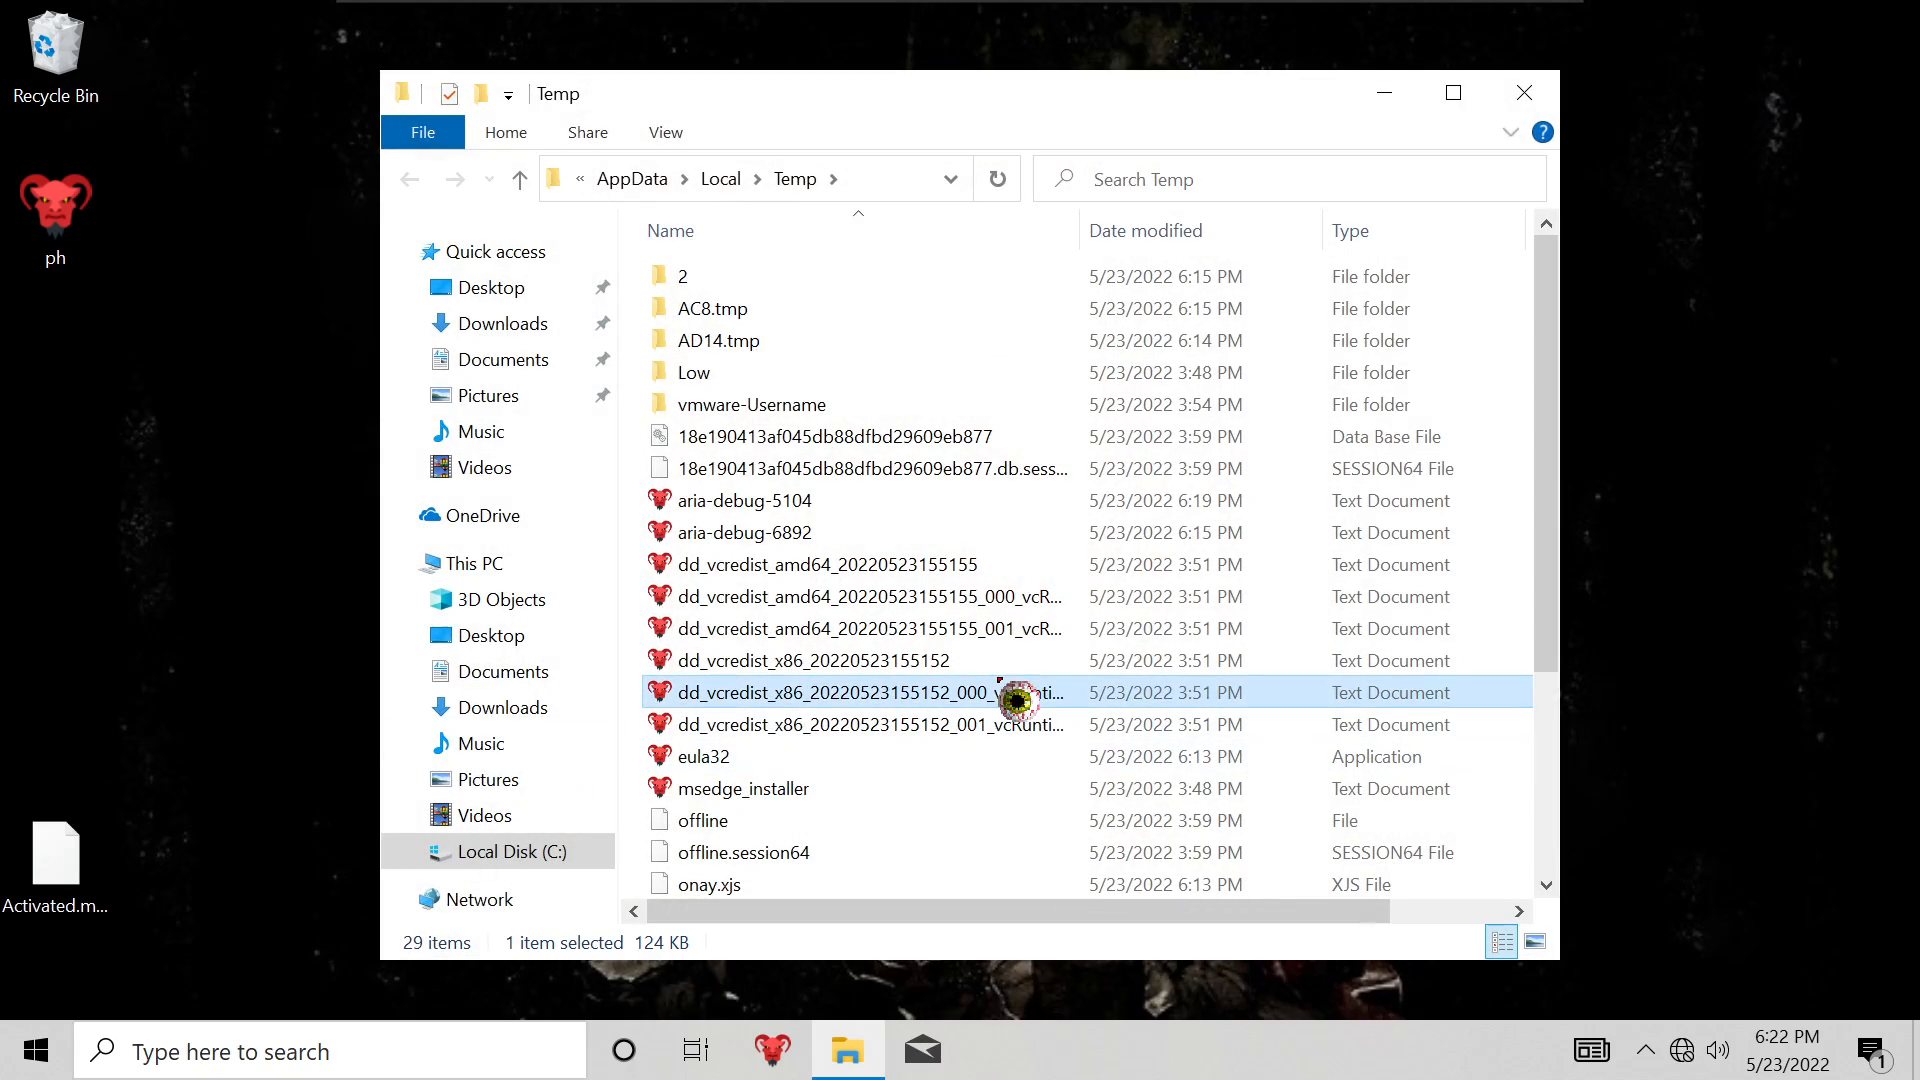 Recycle Bin
ph
Activated.m...
Temp
File Home Share View
« AppData > Local > Temp >
Search Temp
Quick access
Desktop
Downloads
Documents
Pictures
Music
Videos
OneDrive
This PC
3D Objects
Desktop
Documents
Downloads
Music
Pictures
Videos
Local Disk (C:)
Network
Name Date modified Type
2 5/23/2022 6:15 PM File folder
AC8.tmp 5/23/2022 6:15 PM File folder
AD14.tmp 5/23/2022 6:14 PM File folder
Low 5/23/2022 3:48 PM File folder
vmware-Username 5/23/2022 3:54 PM File folder
18e190413af045db88dfbd29609eb877 5/23/2022 3:59 PM Data Base File
18e190413af045db88dfbd29609eb877.db.sess... 5/23/2022 3:59 PM SESSION64 File
aria-debug-5104 5/23/2022 6:19 PM Text Document
aria-debug-6892 5/23/2022 6:15 PM Text Document
dd_vcredist_amd64_20220523155155 5/23/2022 3:51 PM Text Document
dd_vcredist_amd64_20220523155155_000_vcR... 5/23/2022 3:51 PM Text Document
dd_vcredist_amd64_20220523155155_001_vcR... 5/23/2022 3:51 PM Text Document
dd_vcredist_x86_20220523155152 5/23/2022 3:51 PM Text Document
dd_vcredist_x86_20220523155152_000_ 5/23/2022 3:51 PM Text Document
dd_vcredist_x86_20220523155152_001_vcRunti... 5/23/2022 3:51 PM Text Document
eula32 5/23/2022 6:13 PM Application
msedge_installer 5/23/2022 3:48 PM Text Document
offline 5/23/2022 3:59 PM File
offline.session64 5/23/2022 3:59 PM SESSION64 File
onay.xjs 5/23/2022 6:13 PM XJS File
29 items 1 item selected 124 KB
Type here to search
6:22 PM
5/23/2022
1